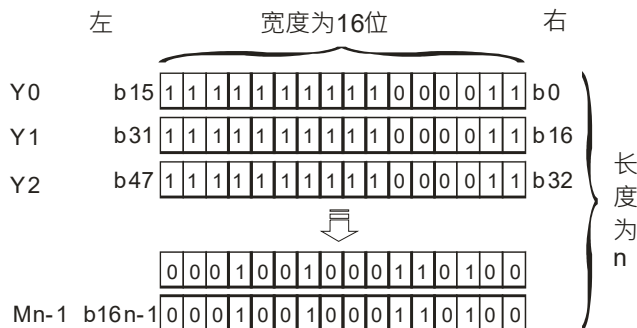 左 宽度为16位 右
Y0 b15 1 1 1 1 1 1 1 1 1 1 0 0 0 0 1 1 b0
Y1 b31 1 1 1 1 1 1 1 1 1 1 0 0 0 0 1 1 b16
Y2 b47 1 1 1 1 1 1 1 1 1 1 0 0 0 0 1 1 b32
0 0 0 1 0 0 1 0 0 0 1 1 0 1 0 0
Mn-1 b16n-1 0 0 0 1 0 0 1 0 0 0 1 1 0 1 0 0
长
度
为
n